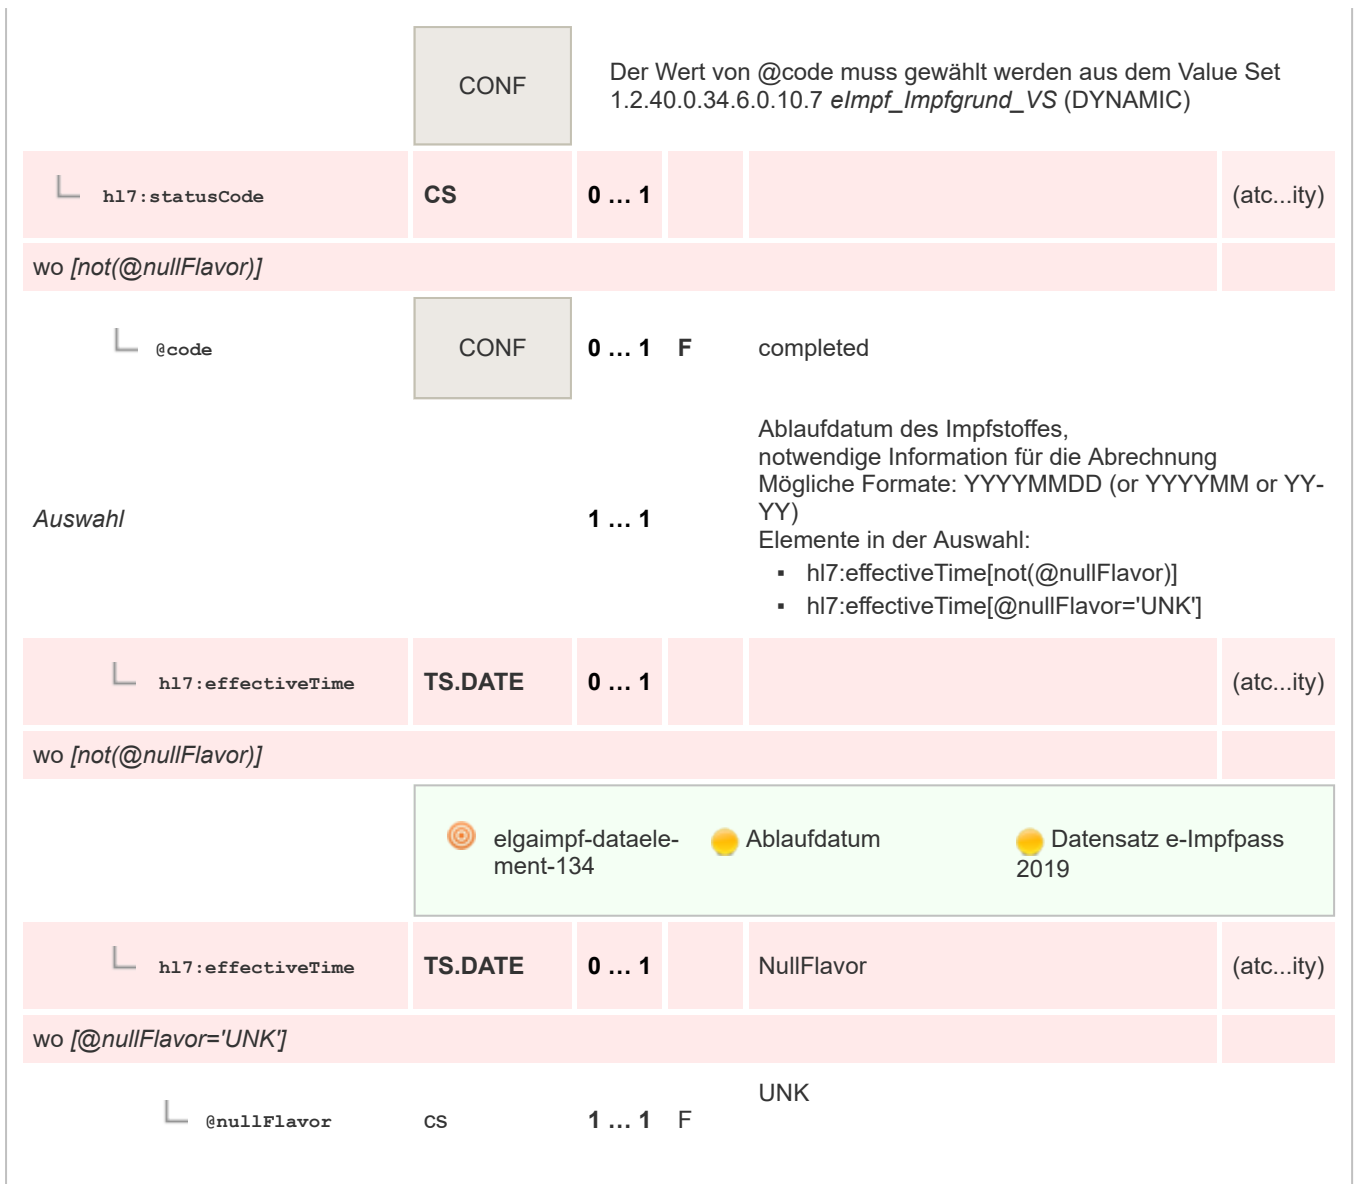 CONF
Der Wert von @code muss gewählt werden aus dem Value Set
1.2.40.0.34.6.0.10.7 eImpf_Impfgrund_VS (DYNAMIC)
hl7:statusCode CS 0 … 1 (atc...ity)
wo [not(@nullFlavor)]
@code CONF 0 … 1 F completed
Auswahl 1 … 1
Ablaufdatum des Impfstoffes,
notwendige Information für die Abrechnung
Mögliche Formate: YYYYMMDD (or YYYYMM or YY-
YY)
Elemente in der Auswahl:
▪ hl7:effectiveTime[not(@nullFlavor)]
▪ hl7:effectiveTime[@nullFlavor='UNK']
hl7:effectiveTime TS.DATE 0 … 1 (atc...ity)
wo [not(@nullFlavor)]
elgaimpf-dataele-
ment-134
Ablaufdatum
Datensatz e-Impfpass
2019
hl7:effectiveTime TS.DATE 0 … 1 NullFlavor (atc...ity)
wo [@nullFlavor='UNK']
@nullFlavor cs 1 … 1 F UNK